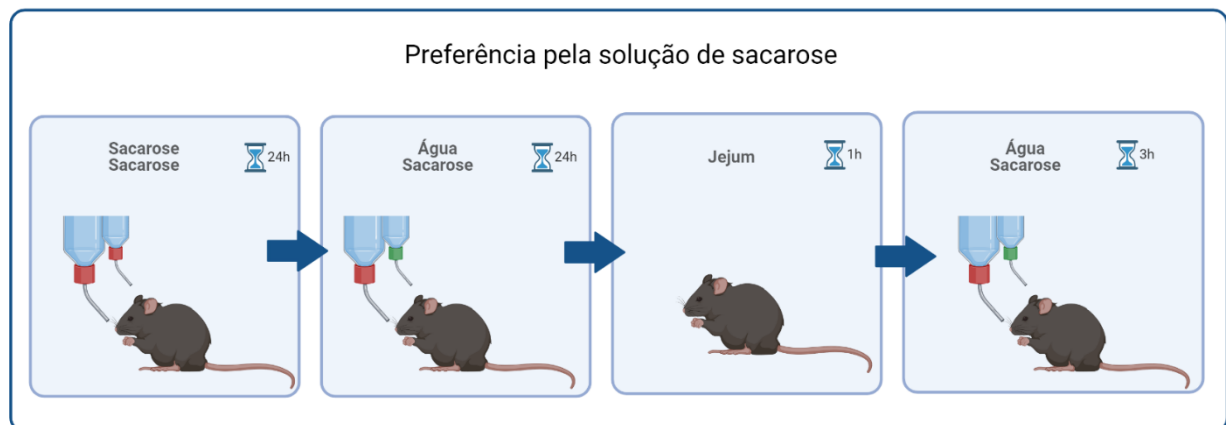 Preferência pela solução de sacarose
Sacarose
Sacarose
24h
Água
Sacarose
24h
Jejum
1h
Água
Sacarose
3h